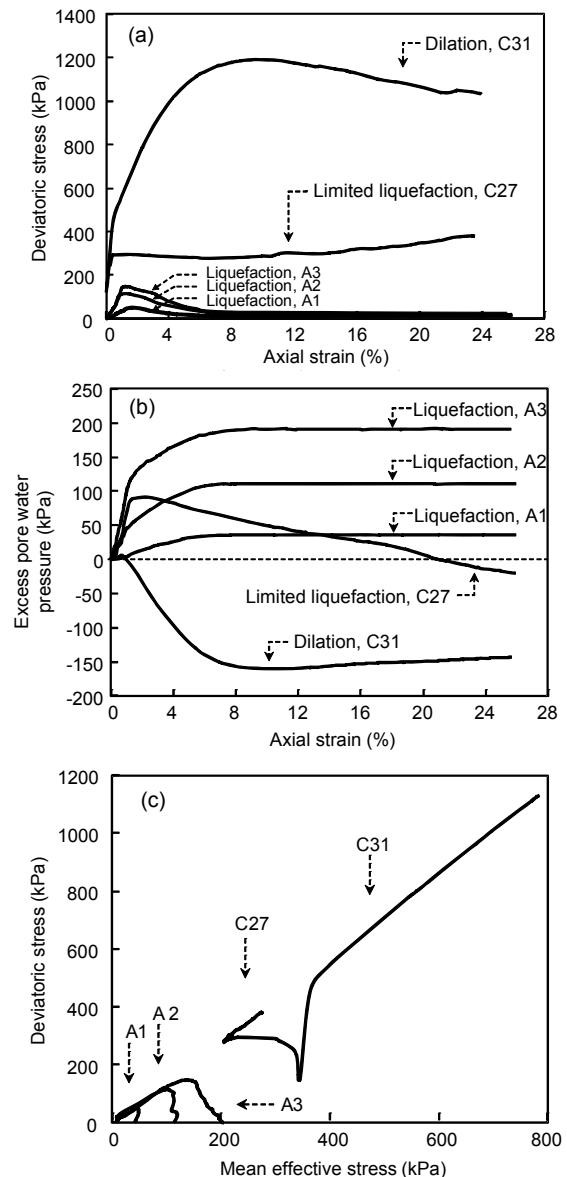 (a)
1400
1200
1000
800
600
400
200
0
Deviatoric stress (kPa)
Dilation, C31
Limited liquefaction, C27
Liquefaction, A3
Liquefaction, A2
Liquefaction, A1
0 4 8 12 16 20 24 28
Axial strain (%)
(b)
250
200
150
100
50
0
-50
-100
-150
-200
Excess pore water
pressure (kPa)
Liquefaction, A3
Liquefaction, A2
Liquefaction, A1
Limited liquefaction, C27
Dilation, C31
0 4 8 12 16 20 24 28
Axial strain (%)
(c)
1200
1000
800
600
400
200
0
Deviatoric stress (kPa)
C31
C27
A 2
A1
A3
0 200 400 600 800
Mean effective stress (kPa)